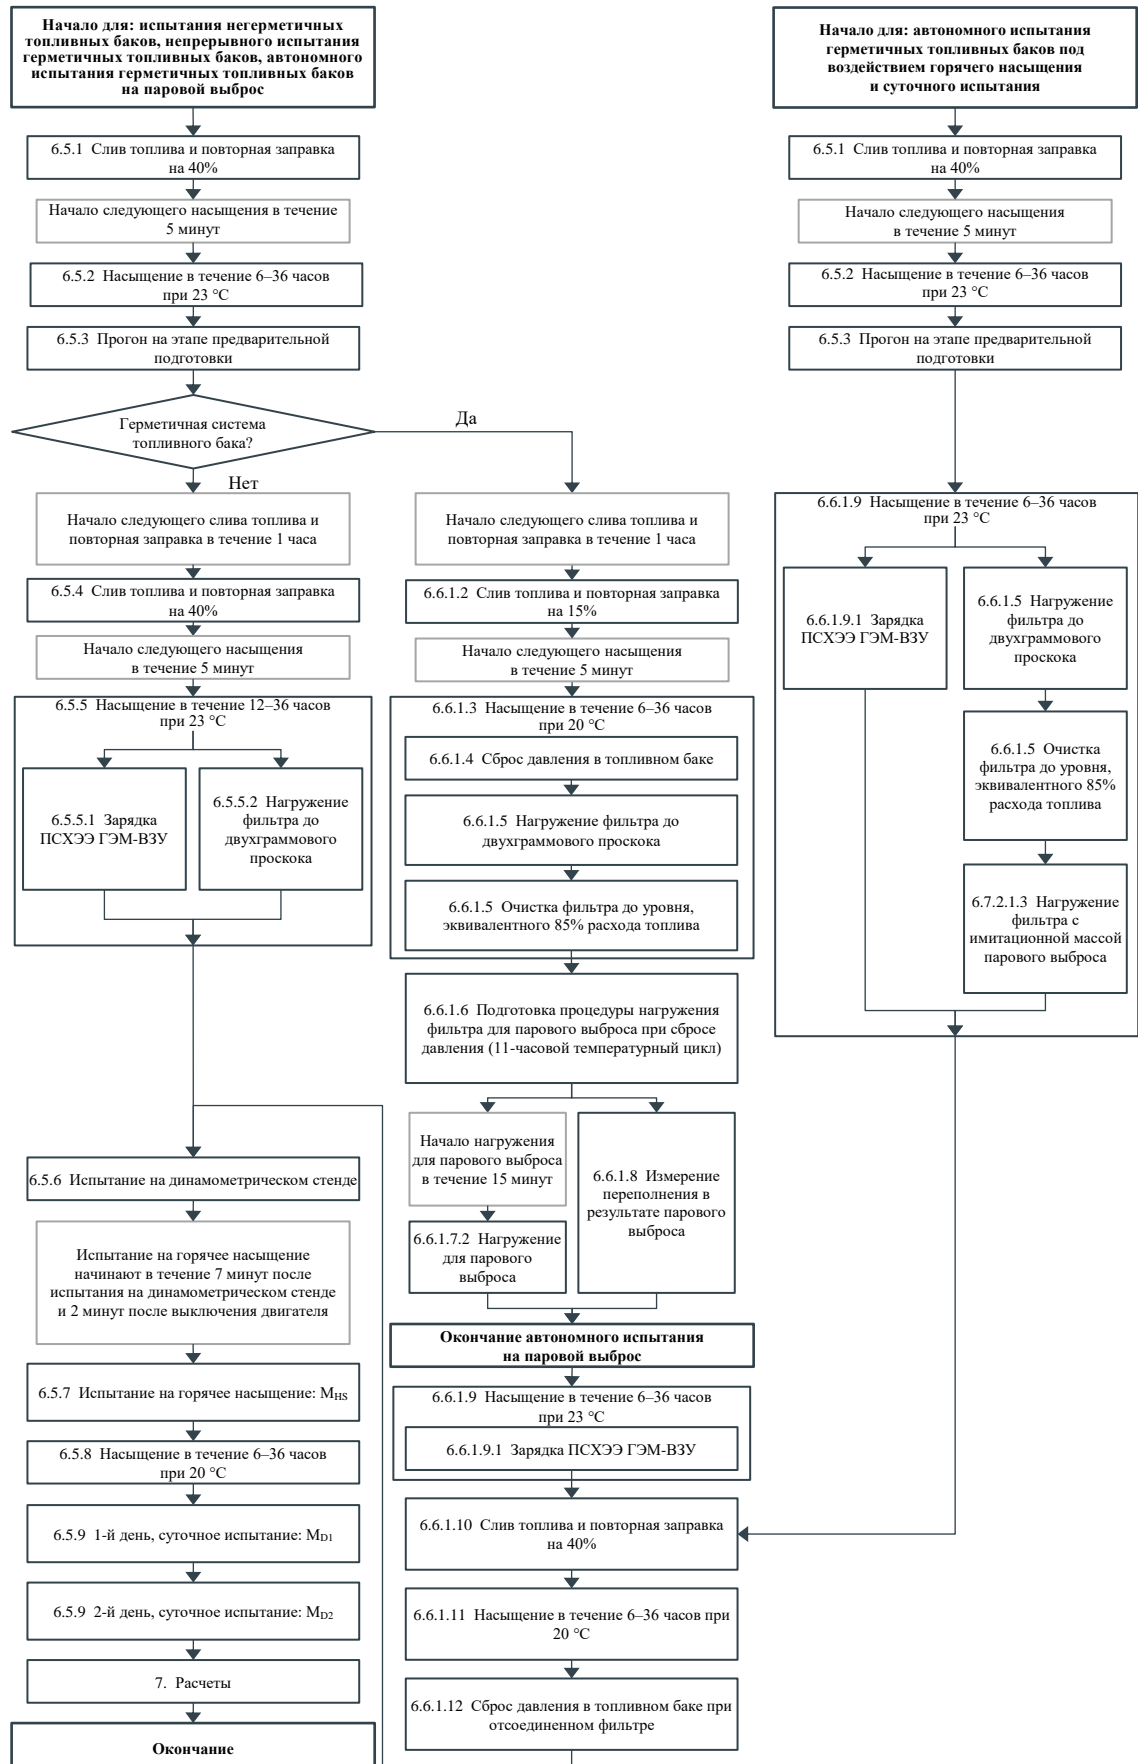 Начало для: испытания негерметичных
топливных баков, непрерывного испытания
герметичных топливных баков, автономного
испытания герметичных топливных баков
на паровой выброс
6.5.1 Слив топлива и повторная заправка
на 40%
Начало следующего насыщения в течение
5 минут
6.5.2 Насыщение в течение 6–36 часов
при 23 °C
6.5.3 Прогон на этапе предварительной
подготовки
Герметичная система
топливного бака?
Да
Нет
Начало следующего слива топлива и
повторная заправка в течение 1 часа
6.5.4 Слив топлива и повторная заправка
на 40%
Начало следующего насыщения
в течение 5 минут
6.5.5 Насыщение в течение 12–36 часов
при 23 °C
6.5.5.1 Зарядка
ПСХЭЭ ГЭМ-ВЗУ
6.5.5.2 Нагружение
фильтра до
двухграммового
проскока
6.5.6 Испытание на динамометрическом стенде
Испытание на горячее насыщение
начинают в течение 7 минут после
испытания на динамометрическом стенде
и 2 минут после выключения двигателя
6.5.7 Испытание на горячее насыщение: MHS
6.5.8 Насыщение в течение 6–36 часов
при 20 °C
6.5.9 1-й день, суточное испытание: MD1
6.5.9 2-й день, суточное испытание: MD2
7. Расчеты
Окончание
Начало следующего слива топлива и
повторная заправка в течение 1 часа
6.6.1.2 Слив топлива и повторная заправка
на 15%
Начало следующего насыщения
в течение 5 минут
6.6.1.3 Насыщение в течение 6–36 часов
при 20 °C
6.6.1.4 Сброс давления в топливном баке
6.6.1.5 Нагружение фильтра до
двухграммового проскока
6.6.1.5 Очистка фильтра до уровня,
эквивалентного 85% расхода топлива
6.6.1.6 Подготовка процедуры нагружения
фильтра для парового выброса при сбросе
давления (11-часовой температурный цикл)
Начало нагружения
для парового выброса
в течение 15 минут
6.6.1.7.2 Нагружение
для парового
выброса
6.6.1.8 Измерение
переполнения в
результате парового
выброса
Окончание автономного испытания
на паровой выброс
6.6.1.9 Насыщение в течение 6–36 часов
при 23 °C
6.6.1.9.1 Зарядка ПСХЭЭ ГЭМ-ВЗУ
6.6.1.10 Слив топлива и повторная заправка
на 40%
6.6.1.11 Насыщение в течение 6–36 часов при
20 °C
6.6.1.12 Сброс давления в топливном баке при
отсоединенном фильтре
Начало для: автономного испытания
герметичных топливных баков под
воздействием горячего насыщения
и суточного испытания
6.5.1 Слив топлива и повторная заправка
на 40%
Начало следующего насыщения
в течение 5 минут
6.5.2 Насыщение в течение 6–36 часов
при 23 °C
6.5.3 Прогон на этапе предварительной
подготовки
6.6.1.9 Насыщение в течение 6–36 часов
при 23 °C
6.6.1.9.1 Зарядка
ПСХЭЭ ГЭМ-ВЗУ
6.6.1.5 Нагружение
фильтра до
двухграммового
проскока
6.6.1.5 Очистка
фильтра до уровня,
эквивалентного 85%
расхода топлива
6.7.2.1.3 Нагружение
фильтра с
имитационной массой
парового выброса